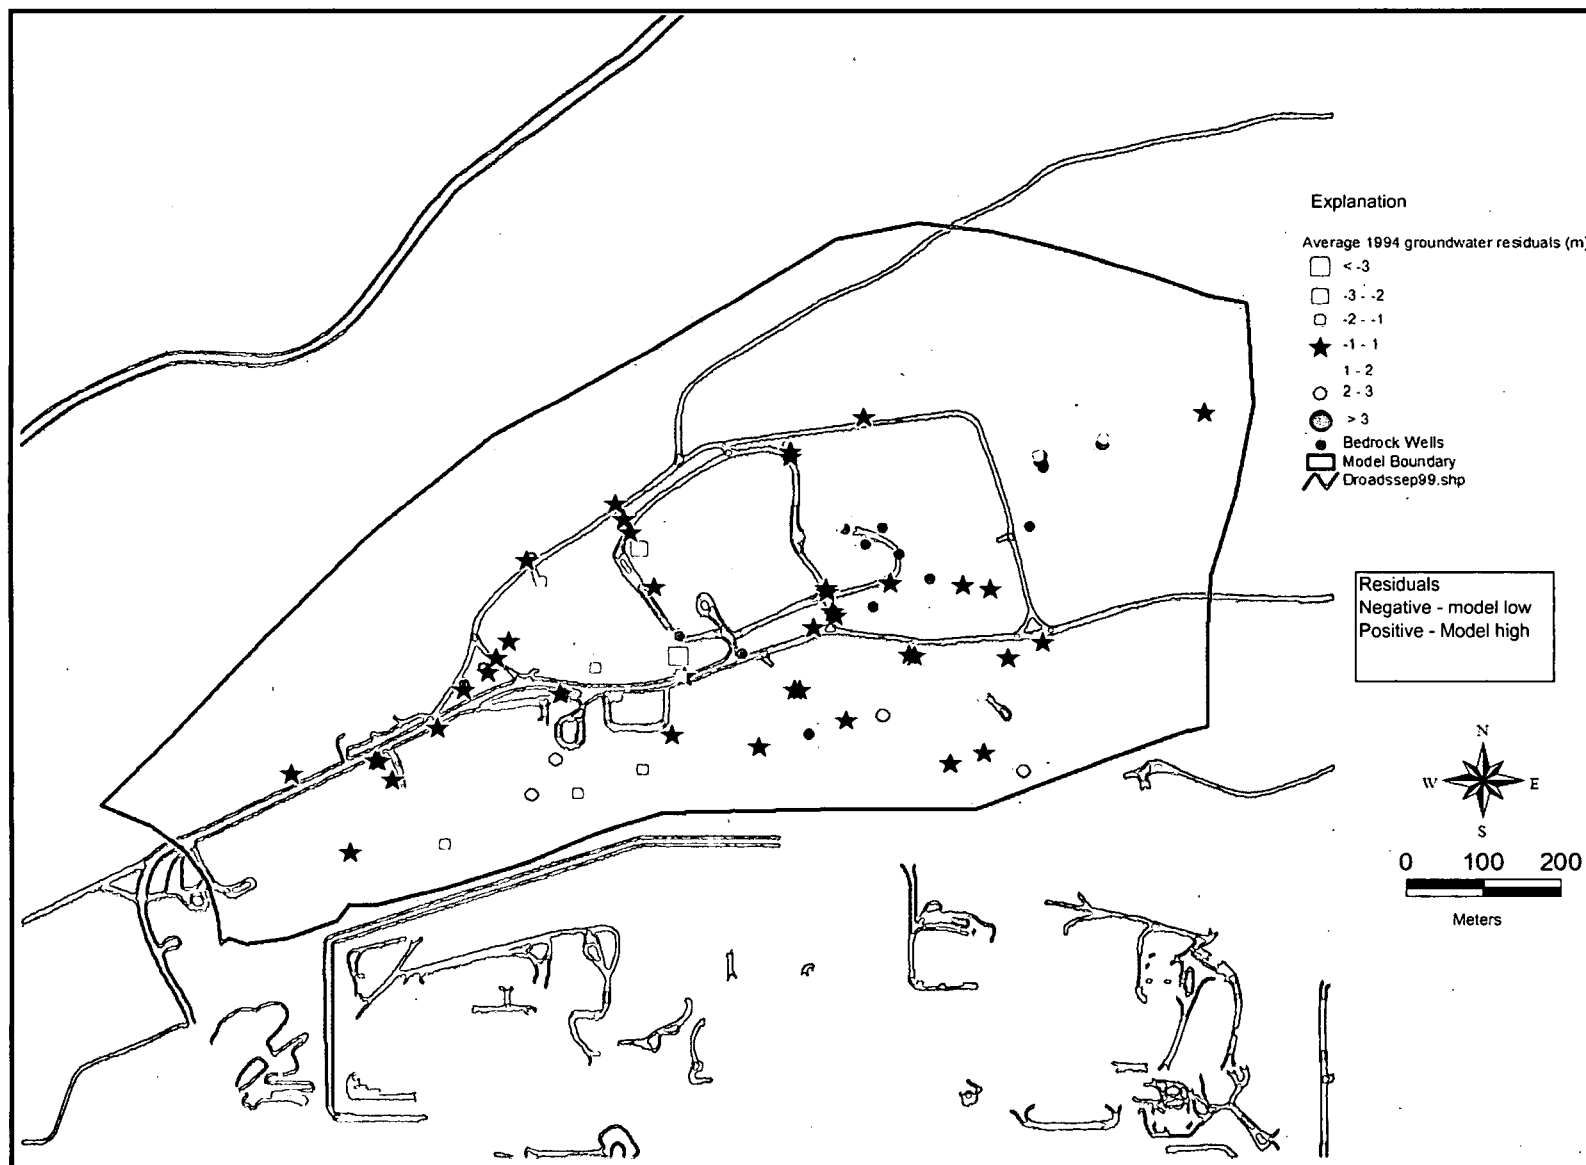 Explanation
Average 1994 groundwater residuals (m)
< -3
-3 - -2
-2 - -1
-1 - 1
1 - 2
2 - 3
> 3
Bedrock Wells
Model Boundary
Droadssep99.shp
Residuals
Negative - model low
Positive - Model high
N
W E
S
0 100 200
Meters